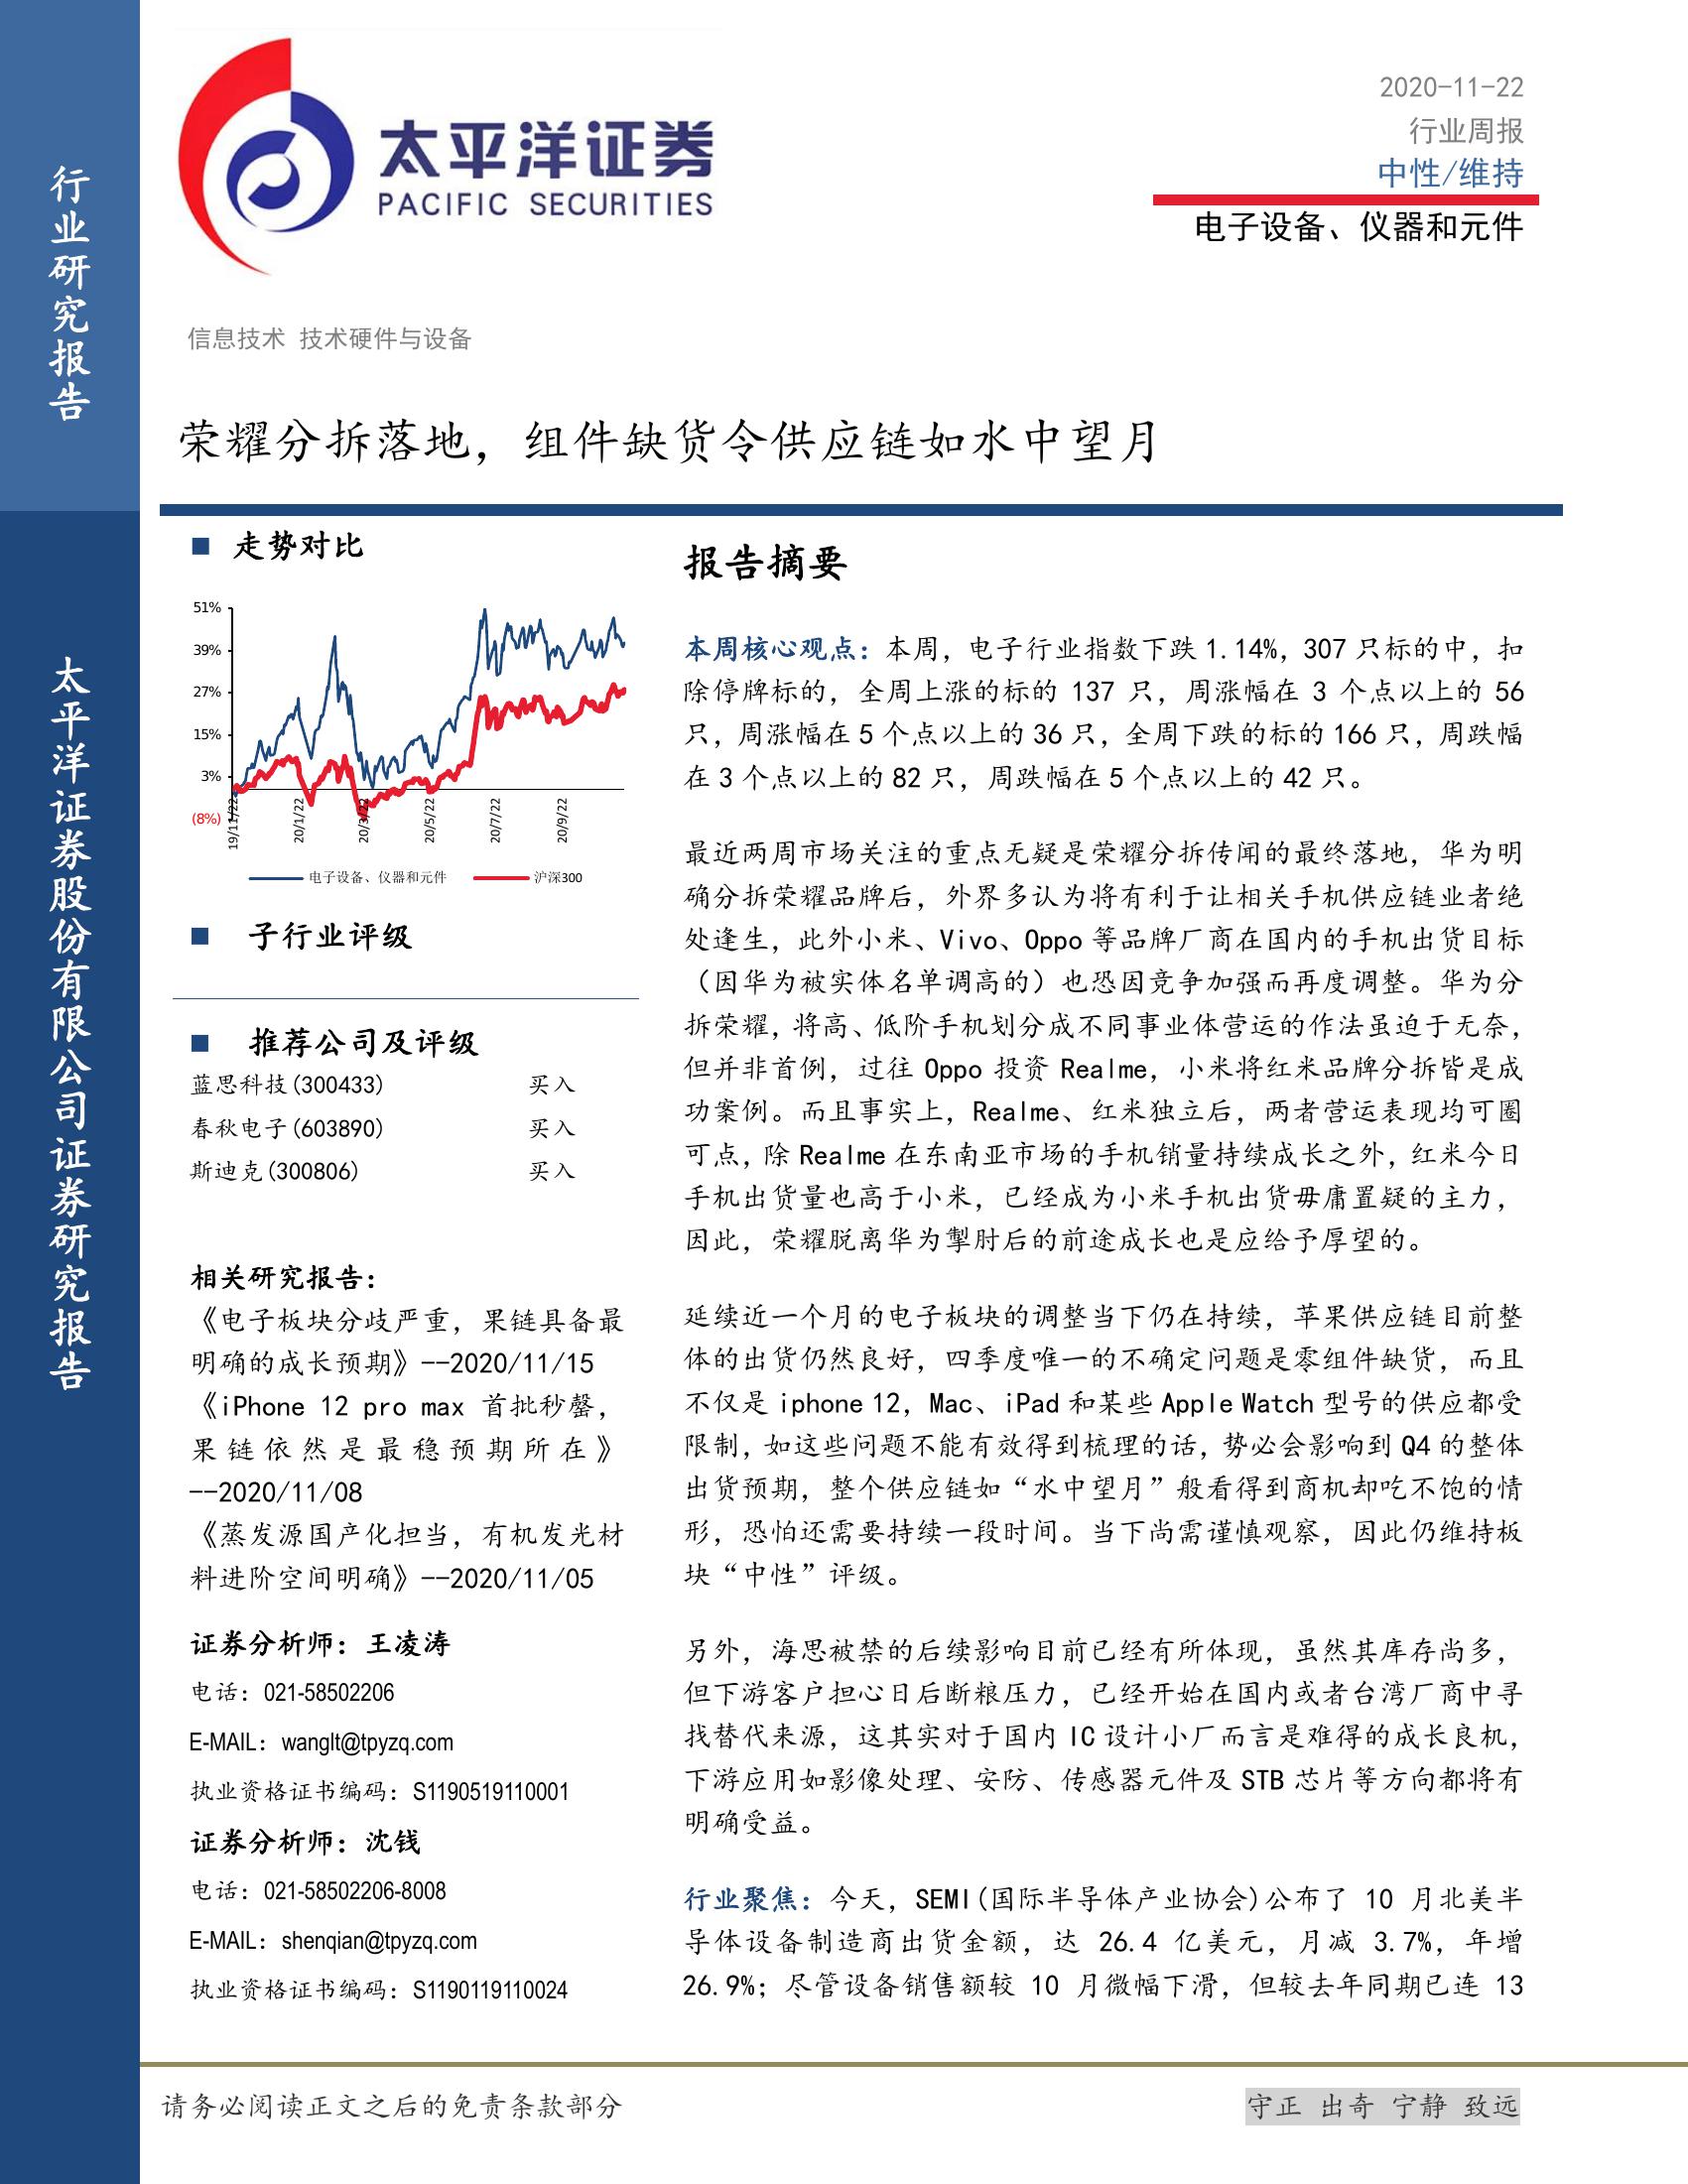 行业研究报告
太平洋证券股份有限公司证券研究报告
太平洋证券
PACIFIC SECURITIES
2020-11-22
行业周报
中性/维持
电子设备、仪器和元件
信息技术 技术硬件与设备
荣耀分拆落地，组件缺货令供应链如水中望月
■ 走势对比
51%
39%
27%
15%
3%
(8%)
19/11/22
20/1/22
20/3/22
20/5/22
20/7/22
20/9/22
电子设备、仪器和元件 沪深300
■ 子行业评级
■ 推荐公司及评级
蓝思科技(300433) 买入
春秋电子(603890) 买入
斯迪克(300806) 买入
相关研究报告：
《电子板块分歧严重，果链具备最
明确的成长预期》--2020/11/15
《iPhone 12 pro max 首批秒罄，
果链依然是最稳预期所在》
--2020/11/08
《蒸发源国产化担当，有机发光材
料进阶空间明确》--2020/11/05
证券分析师：王凌涛
电话：021-58502206
E-MAIL：wanglt@tpyzq.com
执业资格证书编码：S1190519110001
证券分析师：沈钱
电话：021-58502206-8008
E-MAIL：shenqian@tpyzq.com
执业资格证书编码：S1190119110024
报告摘要
本周核心观点：本周，电子行业指数下跌 1.14%，307 只标的中，扣
除停牌标的，全周上涨的标的 137 只，周涨幅在 3 个点以上的 56
只，周涨幅在 5 个点以上的 36 只，全周下跌的标的 166 只，周跌幅
在 3 个点以上的 82 只，周跌幅在 5 个点以上的 42 只。
最近两周市场关注的重点无疑是荣耀分拆传闻的最终落地，华为明
确分拆荣耀品牌后，外界多认为将有利于让相关手机供应链业者绝
处逢生，此外小米、Vivo、Oppo 等品牌厂商在国内的手机出货目标
（因华为被实体名单调高的）也恐因竞争加强而再度调整。华为分
拆荣耀，将高、低阶手机划分成不同事业体营运的作法虽迫于无奈，
但并非首例，过往 Oppo 投资 Realme，小米将红米品牌分拆皆是成
功案例。而且事实上，Realme、红米独立后，两者营运表现均可圈
可点，除 Realme 在东南亚市场的手机销量持续成长之外，红米今日
手机出货量也高于小米，已经成为小米手机出货毋庸置疑的主力，
因此，荣耀脱离华为掣肘后的前途成长也是应给予厚望的。
延续近一个月的电子板块的调整当下仍在持续，苹果供应链目前整
体的出货仍然良好，四季度唯一的不确定问题是零组件缺货，而且
不仅是 iphone 12，Mac、iPad 和某些 Apple Watch 型号的供应都受
限制，如这些问题不能有效得到梳理的话，势必会影响到 Q4 的整体
出货预期，整个供应链如“水中望月”般看得到商机却吃不饱的情
形，恐怕还需要持续一段时间。当下尚需谨慎观察，因此仍维持板
块“中性”评级。
另外，海思被禁的后续影响目前已经有所体现，虽然其库存尚多，
但下游客户担心日后断粮压力，已经开始在国内或者台湾厂商中寻
找替代来源，这其实对于国内 IC 设计小厂而言是难得的成长良机，
下游应用如影像处理、安防、传感器元件及 STB 芯片等方向都将有
明确受益。
行业聚焦：今天，SEMI(国际半导体产业协会)公布了 10 月北美半
导体设备制造商出货金额，达 26.4 亿美元，月减 3.7%，年增
26.9%；尽管设备销售额较 10 月微幅下滑，但较去年同期已连 13
请务必阅读正文之后的免责条款部分
守正 出奇 宁静 致远